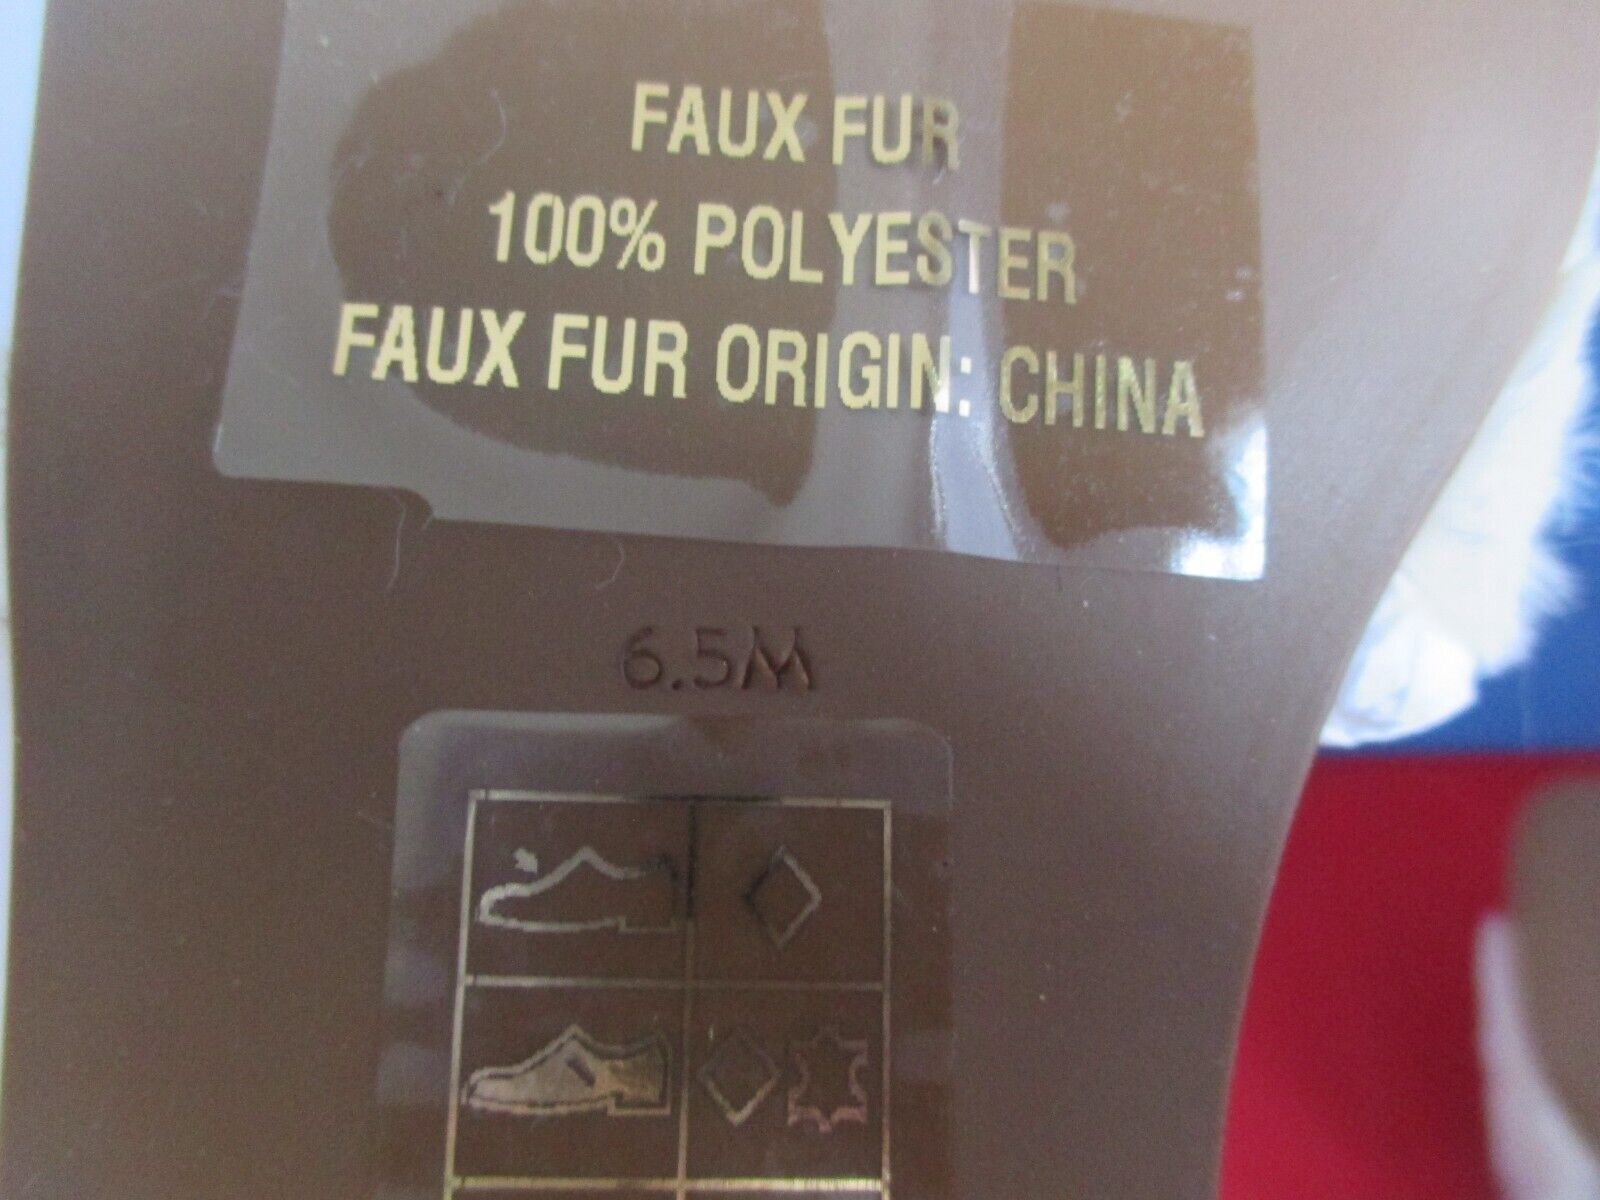 FAUX FUR
100% POLYESTER
FAUX FUR ORIGIN: CHINA
6.5M